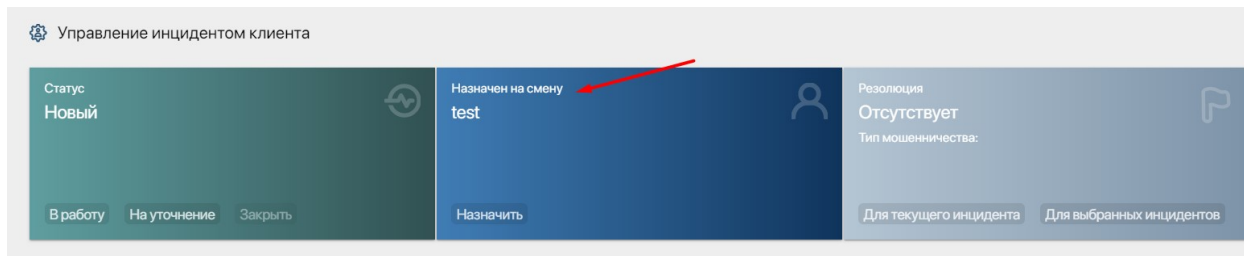 Управление инцидентом клиента
Статус
Новый
В работу На уточнение Закрыть
Назначен на смену
test
Назначить
Резолюция
Отсутствует
Тип мошенничества:
Для текущего инцидента Для выбранных инцидентов